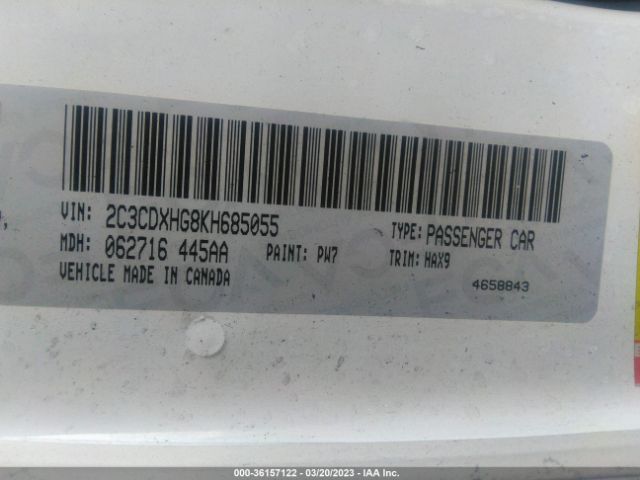 VIN: 2C3CDXHG8KH685055
TYPE: PASSENGER CAR
MDH: 062716 445AA
PAINT: PW7
TRIM: HAX9
VEHICLE MADE IN CANADA
4658843
000-36157122 — 03/20/2023 — IAA Inc.